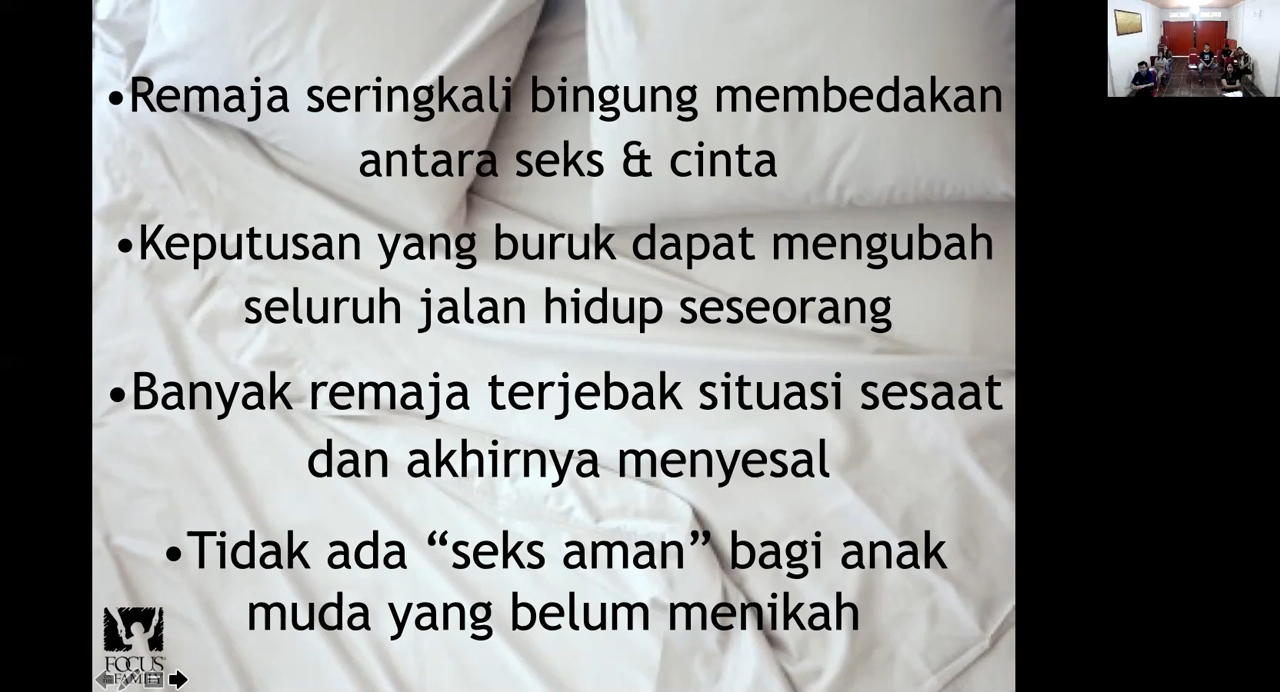 •Remaja seringkali bingung membedakan
antara seks & cinta
•Keputusan yang buruk dapat mengubah
seluruh jalan hidup seseorang
•Banyak remaja terjebak situasi sesaat
dan akhirnya menyesal
•Tidak ada “seks aman” bagi anak
muda yang belum menikah
FOCUS
FAMILY